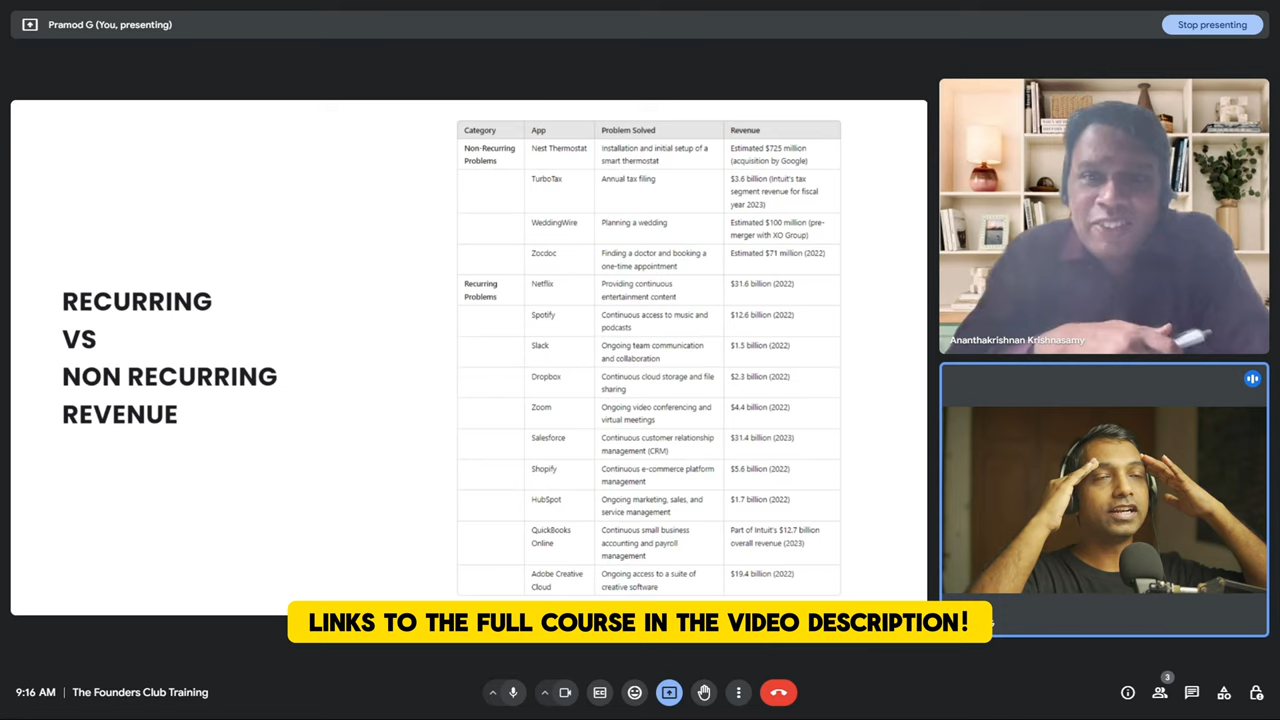 Pramod G (You, presenting)
Stop presenting
RECURRING
VS
NON RECURRING
REVENUE
Category App Problem Solved Revenue
Non-Recurring Problems Nest Thermostat Installation and initial setup of a smart thermostat Estimated $725 million (acquisition by Google)
TurboTax Annual tax filing $3.6 billion (Intuit's tax segment revenue for fiscal year 2023)
WeddingWire Planning a wedding Estimated $100 million (pre-merger with XO Group)
Zocdoc Finding a doctor and booking a one-time appointment Estimated $71 million (2022)
Recurring Problems Netflix Providing continuous entertainment content $31.6 billion (2022)
Spotify Continuous access to music and podcasts $12.6 billion (2022)
Slack Ongoing team communication and collaboration $1.5 billion (2022)
Dropbox Continuous cloud storage and file sharing $2.3 billion (2022)
Zoom Ongoing video conferencing and virtual meetings $4.4 billion (2022)
Salesforce Continuous customer relationship management (CRM) $31.4 billion (2023)
Shopify Continuous e-commerce platform management $5.6 billion (2022)
HubSpot Ongoing marketing, sales, and service management $1.7 billion (2022)
QuickBooks Online Continuous small business accounting and payroll management Part of Intuit's $12.7 billion overall revenue (2023)
Adobe Creative Cloud Ongoing access to a suite of creative software $19.4 billion (2022)
Ananthakrishnan Krishnasamy
LINKS TO THE FULL COURSE IN THE VIDEO DESCRIPTION!
9:16 AM | The Founders Club Training
3